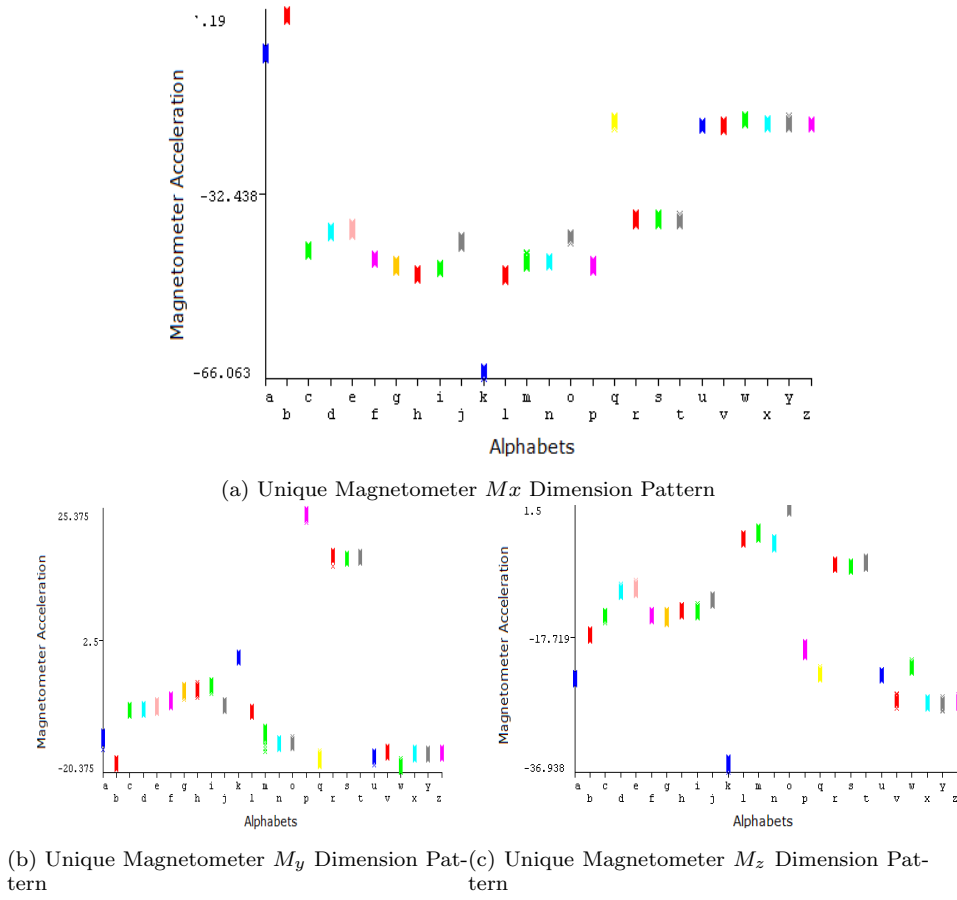 .19
Magnetometer Acceleration
-32.438
-66.063
a c e g i k m o q s u w y
b d f h j l n p r t v x z
Alphabets
(a) Unique Magnetometer Mx Dimension Pattern
25.375
Magnetometer Acceleration
2.5
-20.375
a c e g i k m o q s u w y
b d f h j l n p r t v x z
Alphabets
1.5
Magnetometer Acceleration
-17.719
-36.938
a c e g i k m o q s u w y
b d f h j l n p r t v x z
Alphabets
(b) Unique Magnetometer My Dimension Pat-
tern
(c) Unique Magnetometer Mz Dimension Pat-
tern